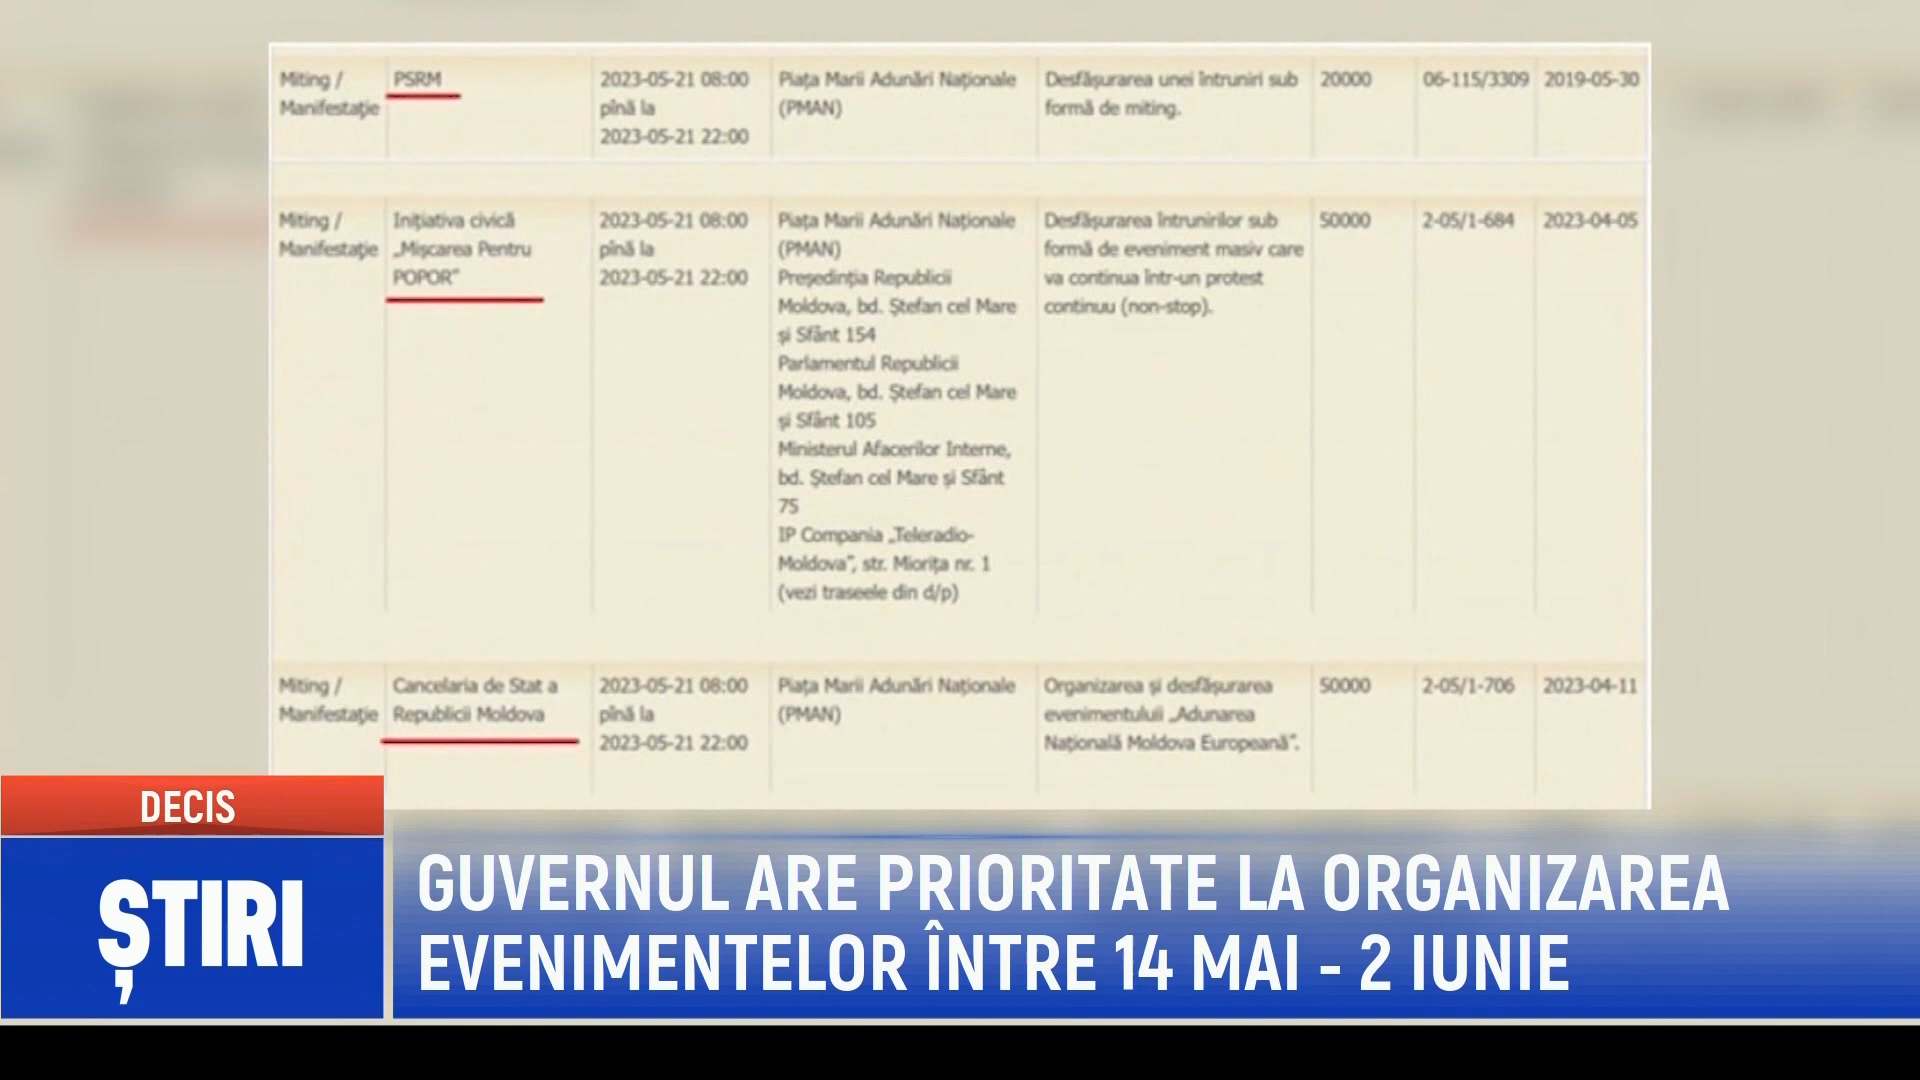 Miting / PSRM 2023-05-21 08:00 Piața Marii Adunări Naționale Desfășurarea unei întruniri sub 20000 06-115/3309 2019-05-30
Manifestație pînă la (PMAN) formă de miting.
2023-05-21 22:00
Miting / Inițiativa civică 2023-05-21 08:00 Piața Marii Adunări Naționale Desfășurarea întrunirilor sub 50000 2-05/1-684 2023-04-05
Manifestație „Mișcarea Pentru pînă la (PMAN) formă de eveniment masiv care
POPOR” 2023-05-21 22:00 Președinția Republicii va continua într-un protest
Moldova, bd. Ștefan cel Mare continuu (non-stop).
și Sfânt 154
Parlamentul Republicii
Moldova, bd. Ștefan cel Mare
și Sfânt 105
Ministerul Afacerilor Interne,
bd. Ștefan cel Mare și Sfânt
75
IP Compania „Teleradio-
Moldova”, str. Miorița nr. 1
(vezi traseele din d/p)
Miting / Cancelaria de Stat a 2023-05-21 08:00 Piața Marii Adunări Naționale Organizarea și desfășurarea 50000 2-05/1-706 2023-04-11
Manifestație Republicii Moldova pînă la (PMAN) evenimentului „Adunarea
2023-05-21 22:00 Națională Moldova Europeană”.
DECIS
ȘTIRI
GUVERNUL ARE PRIORITATE LA ORGANIZAREA
EVENIMENTELOR ÎNTRE 14 MAI - 2 IUNIE